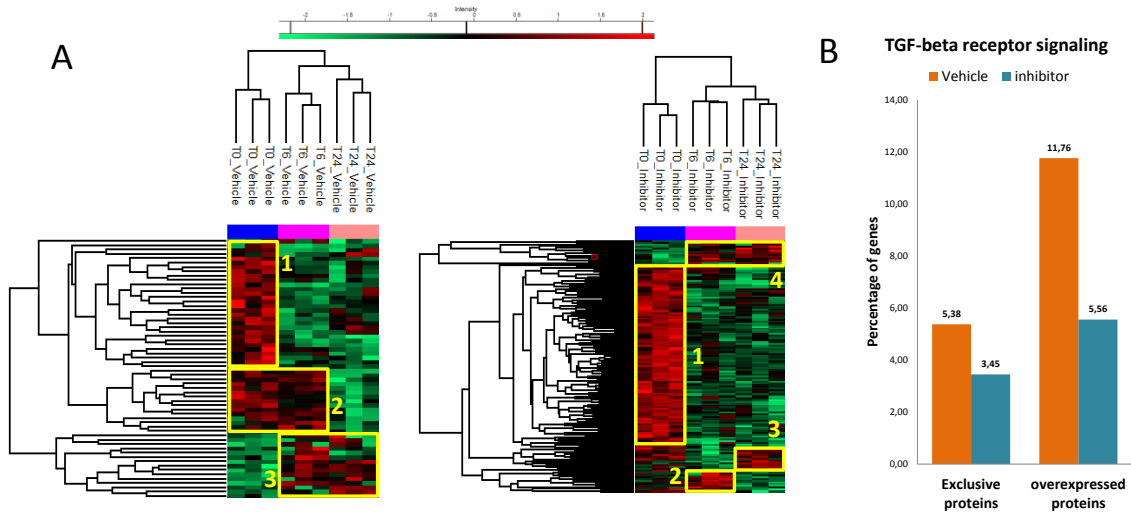 Intensity
-2 -1.5 -1 -0.5 0 0.5 1 1.5 2
A
T0_Vehicle
T0_Vehicle
T0_Vehicle
T6_Vehicle
T6_Vehicle
T6_Vehicle
T24_Vehicle
T24_Vehicle
T24_Vehicle
1
2
3
T0_Inhibitor
T0_Inhibitor
T0_Inhibitor
T6_Inhibitor
T6_Inhibitor
T6_Inhibitor
T24_Inhibitor
T24_Inhibitor
T24_Inhibitor
4
1
3
2
B
TGF-beta receptor signaling
Vehicle inhibitor
Percentage of genes
14,00
12,00
10,00
8,00
6,00
4,00
2,00
0,00
5,38
3,45
11,76
5,56
Exclusive
proteins
overexpressed
proteins